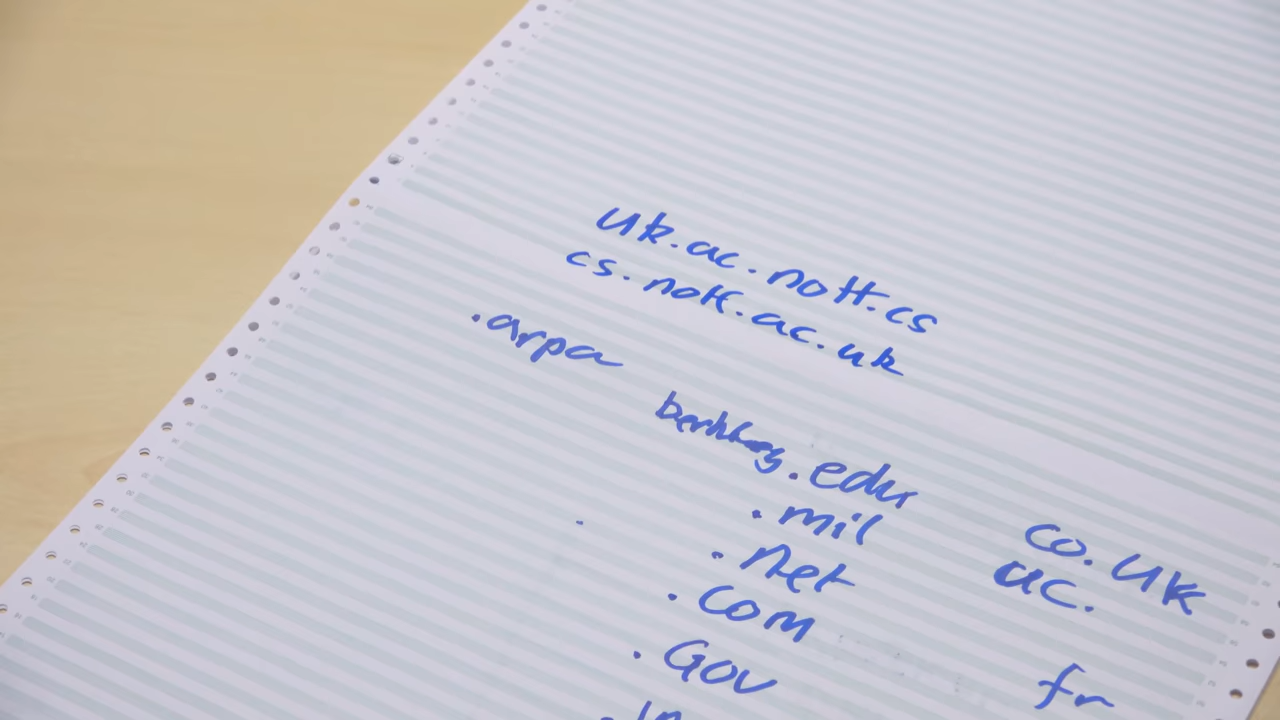 uk.ac.nott.cs
cs.nott.ac.uk
.arpa
.edu
.mil
.net
.com
.Gov
co.uk
ac.
fr